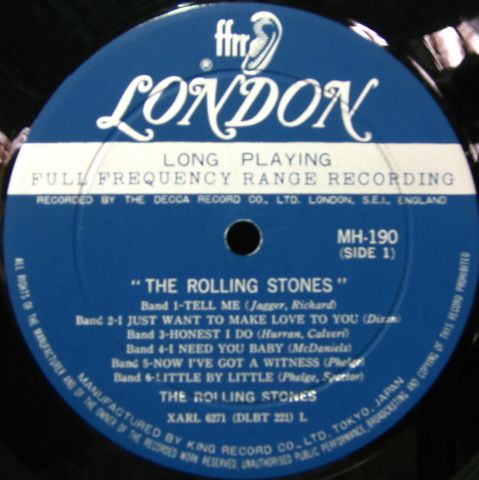 ffrr
®
LONDON
LONG PLAYING
FULL FREQUENCY RANGE RECORDING
RECORDED BY THE DECCA RECORD CO., LTD. LONDON, S.E.I., ENGLAND
MH-190
(SIDE 1)
"THE ROLLING STONES"
Band 1-TELL ME (Jagger, Richard)
Band 2-I JUST WANT TO MAKE LOVE TO YOU (Dixon)
Band 3-HONEST I DO (Hurran, Calvert)
Band 4-I NEED YOU BABY (McDaniels)
Band 5-NOW I'VE GOT A WITNESS (Phelge)
Band 6-LITTLE BY LITTLE (Phelge, Spector)
THE ROLLING STONES
XARL 6271 (DLBT 221) L
MANUFACTURED BY KING RECORD CO., LTD. TOKYO, JAPAN
ALL RIGHTS OF THE MANUFACTURER AND OF THE OWNER OF THE RECORDED WORK RESERVED, UNAUTHORISED PUBLIC PERFORMANCE, BROADCASTING AND COPYING OF THIS RECORD PROHIBITED